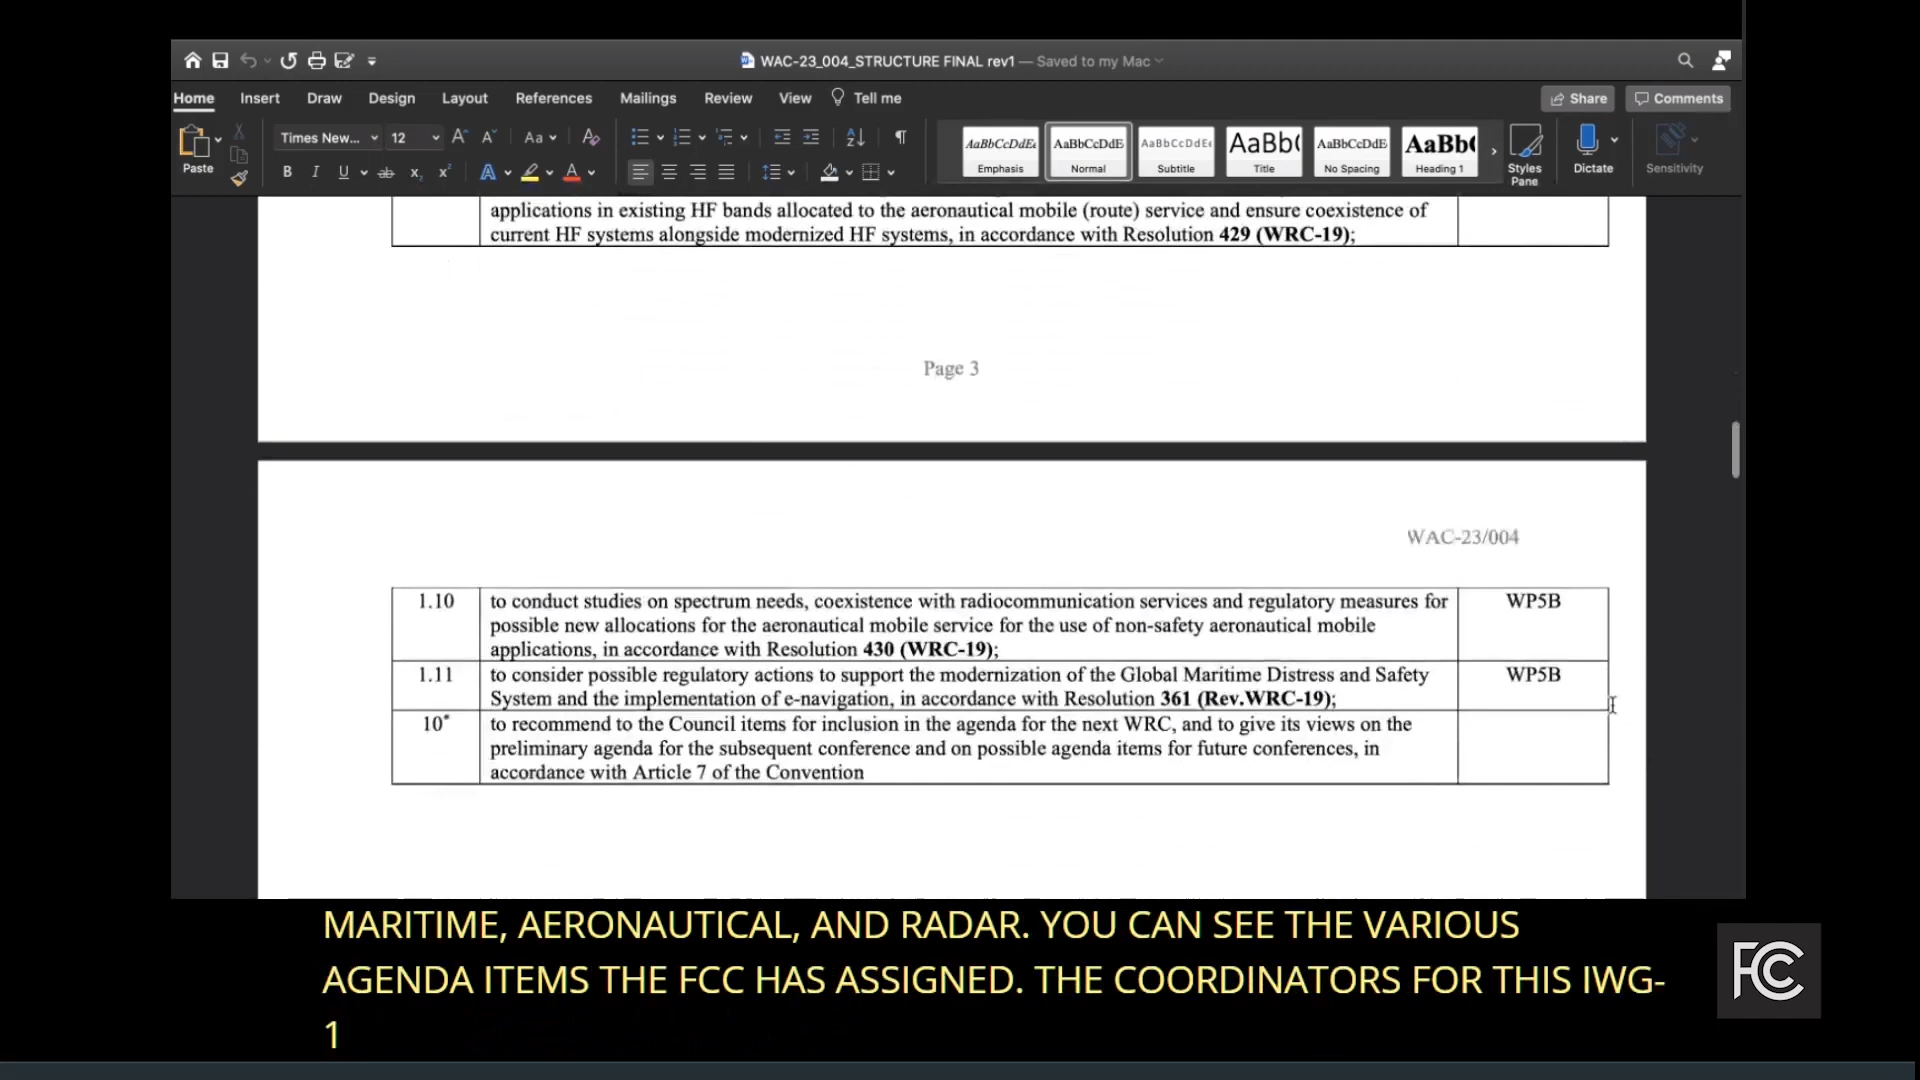 WAC-23_004_STRUCTURE FINAL rev1 — Saved to my Mac
Home Insert Draw Design Layout References Mailings Review View Tell me Share Comments
Paste Times New... 12 Aa
B I U ab x, x A A
AaBbCcDdEe AaBbCcDdE AaBbCcDdEe AaBb( AaBbCcDdE AaBb(
Emphasis Normal Subtitle Title No Spacing Heading 1 Styles Pane Dictate Sensitivity
applications in existing HF bands allocated to the aeronautical mobile (route) service and ensure coexistence of
current HF systems alongside modernized HF systems, in accordance with Resolution 429 (WRC-19);
Page 3
WAC-23/004
1.10 to conduct studies on spectrum needs, coexistence with radiocommunication services and regulatory measures for WP5B
possible new allocations for the aeronautical mobile service for the use of non-safety aeronautical mobile
applications, in accordance with Resolution 430 (WRC-19);
1.11 to consider possible regulatory actions to support the modernization of the Global Maritime Distress and Safety WP5B
System and the implementation of e-navigation, in accordance with Resolution 361 (Rev.WRC-19);
10* to recommend to the Council items for inclusion in the agenda for the next WRC, and to give its views on the
preliminary agenda for the subsequent conference and on possible agenda items for future conferences, in
accordance with Article 7 of the Convention
MARITIME, AERONAUTICAL, AND RADAR. YOU CAN SEE THE VARIOUS
AGENDA ITEMS THE FCC HAS ASSIGNED. THE COORDINATORS FOR THIS IWG-
1
FCC